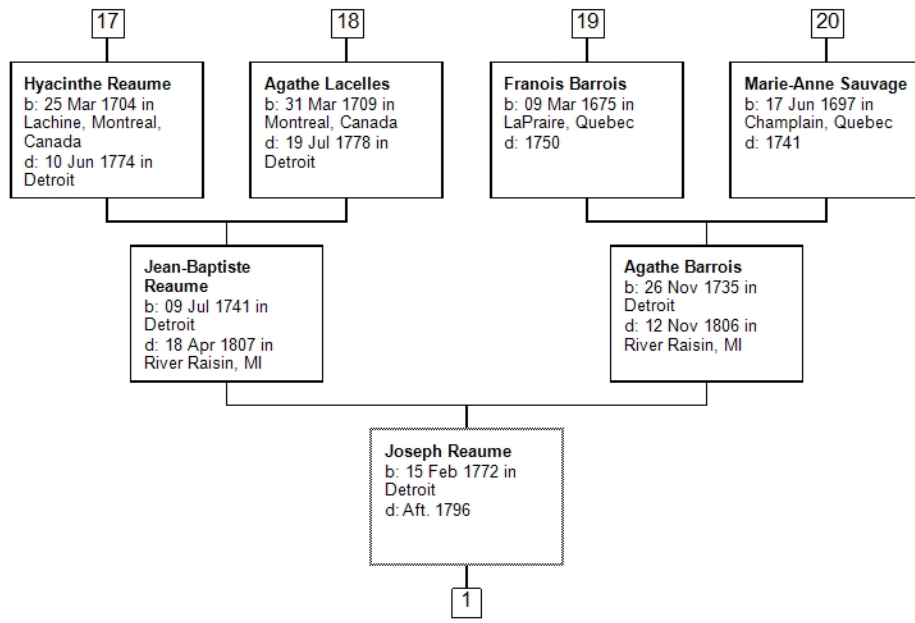 17
18
19
20
Hyacinthe Reaume
b: 25 Mar 1704 in
Lachine, Montreal,
Canada
d: 10 Jun 1774 in
Detroit
Agathe Lacelles
b: 31 Mar 1709 in
Montreal, Canada
d: 19 Jul 1778 in
Detroit
Franois Barrois
b: 09 Mar 1675 in
LaPraire, Quebec
d: 1750
Marie-Anne Sauvage
b: 17 Jun 1697 in
Champlain, Quebec
d: 1741
Jean-Baptiste
Reaume
b: 09 Jul 1741 in
Detroit
d: 18 Apr 1807 in
River Raisin, MI
Agathe Barrois
b: 26 Nov 1735 in
Detroit
d: 12 Nov 1806 in
River Raisin, MI
Joseph Reaume
b: 15 Feb 1772 in
Detroit
d: Aft. 1796
1